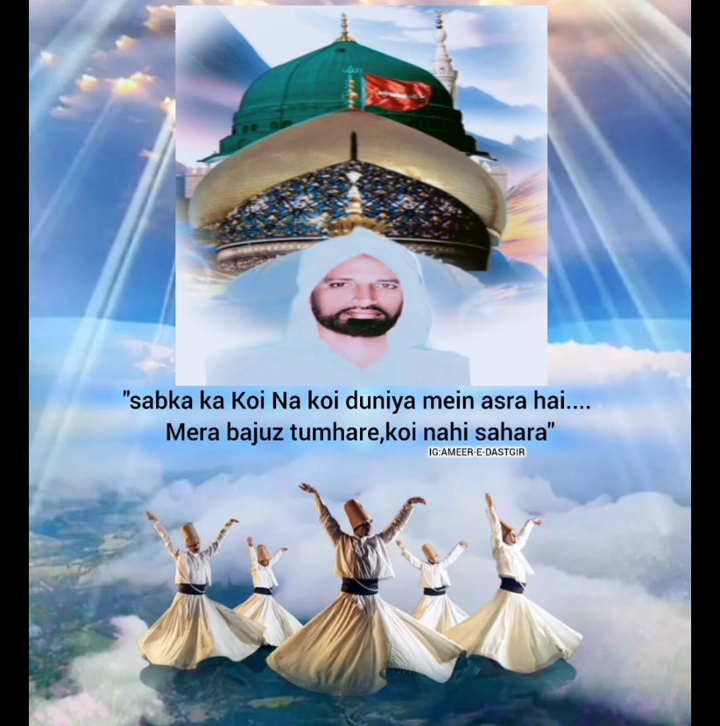 "sabka ka Koi Na koi duniya mein asra hai....
Mera bajuz tumhare,koi nahi sahara"
IG:AMEER-E-DASTGIR